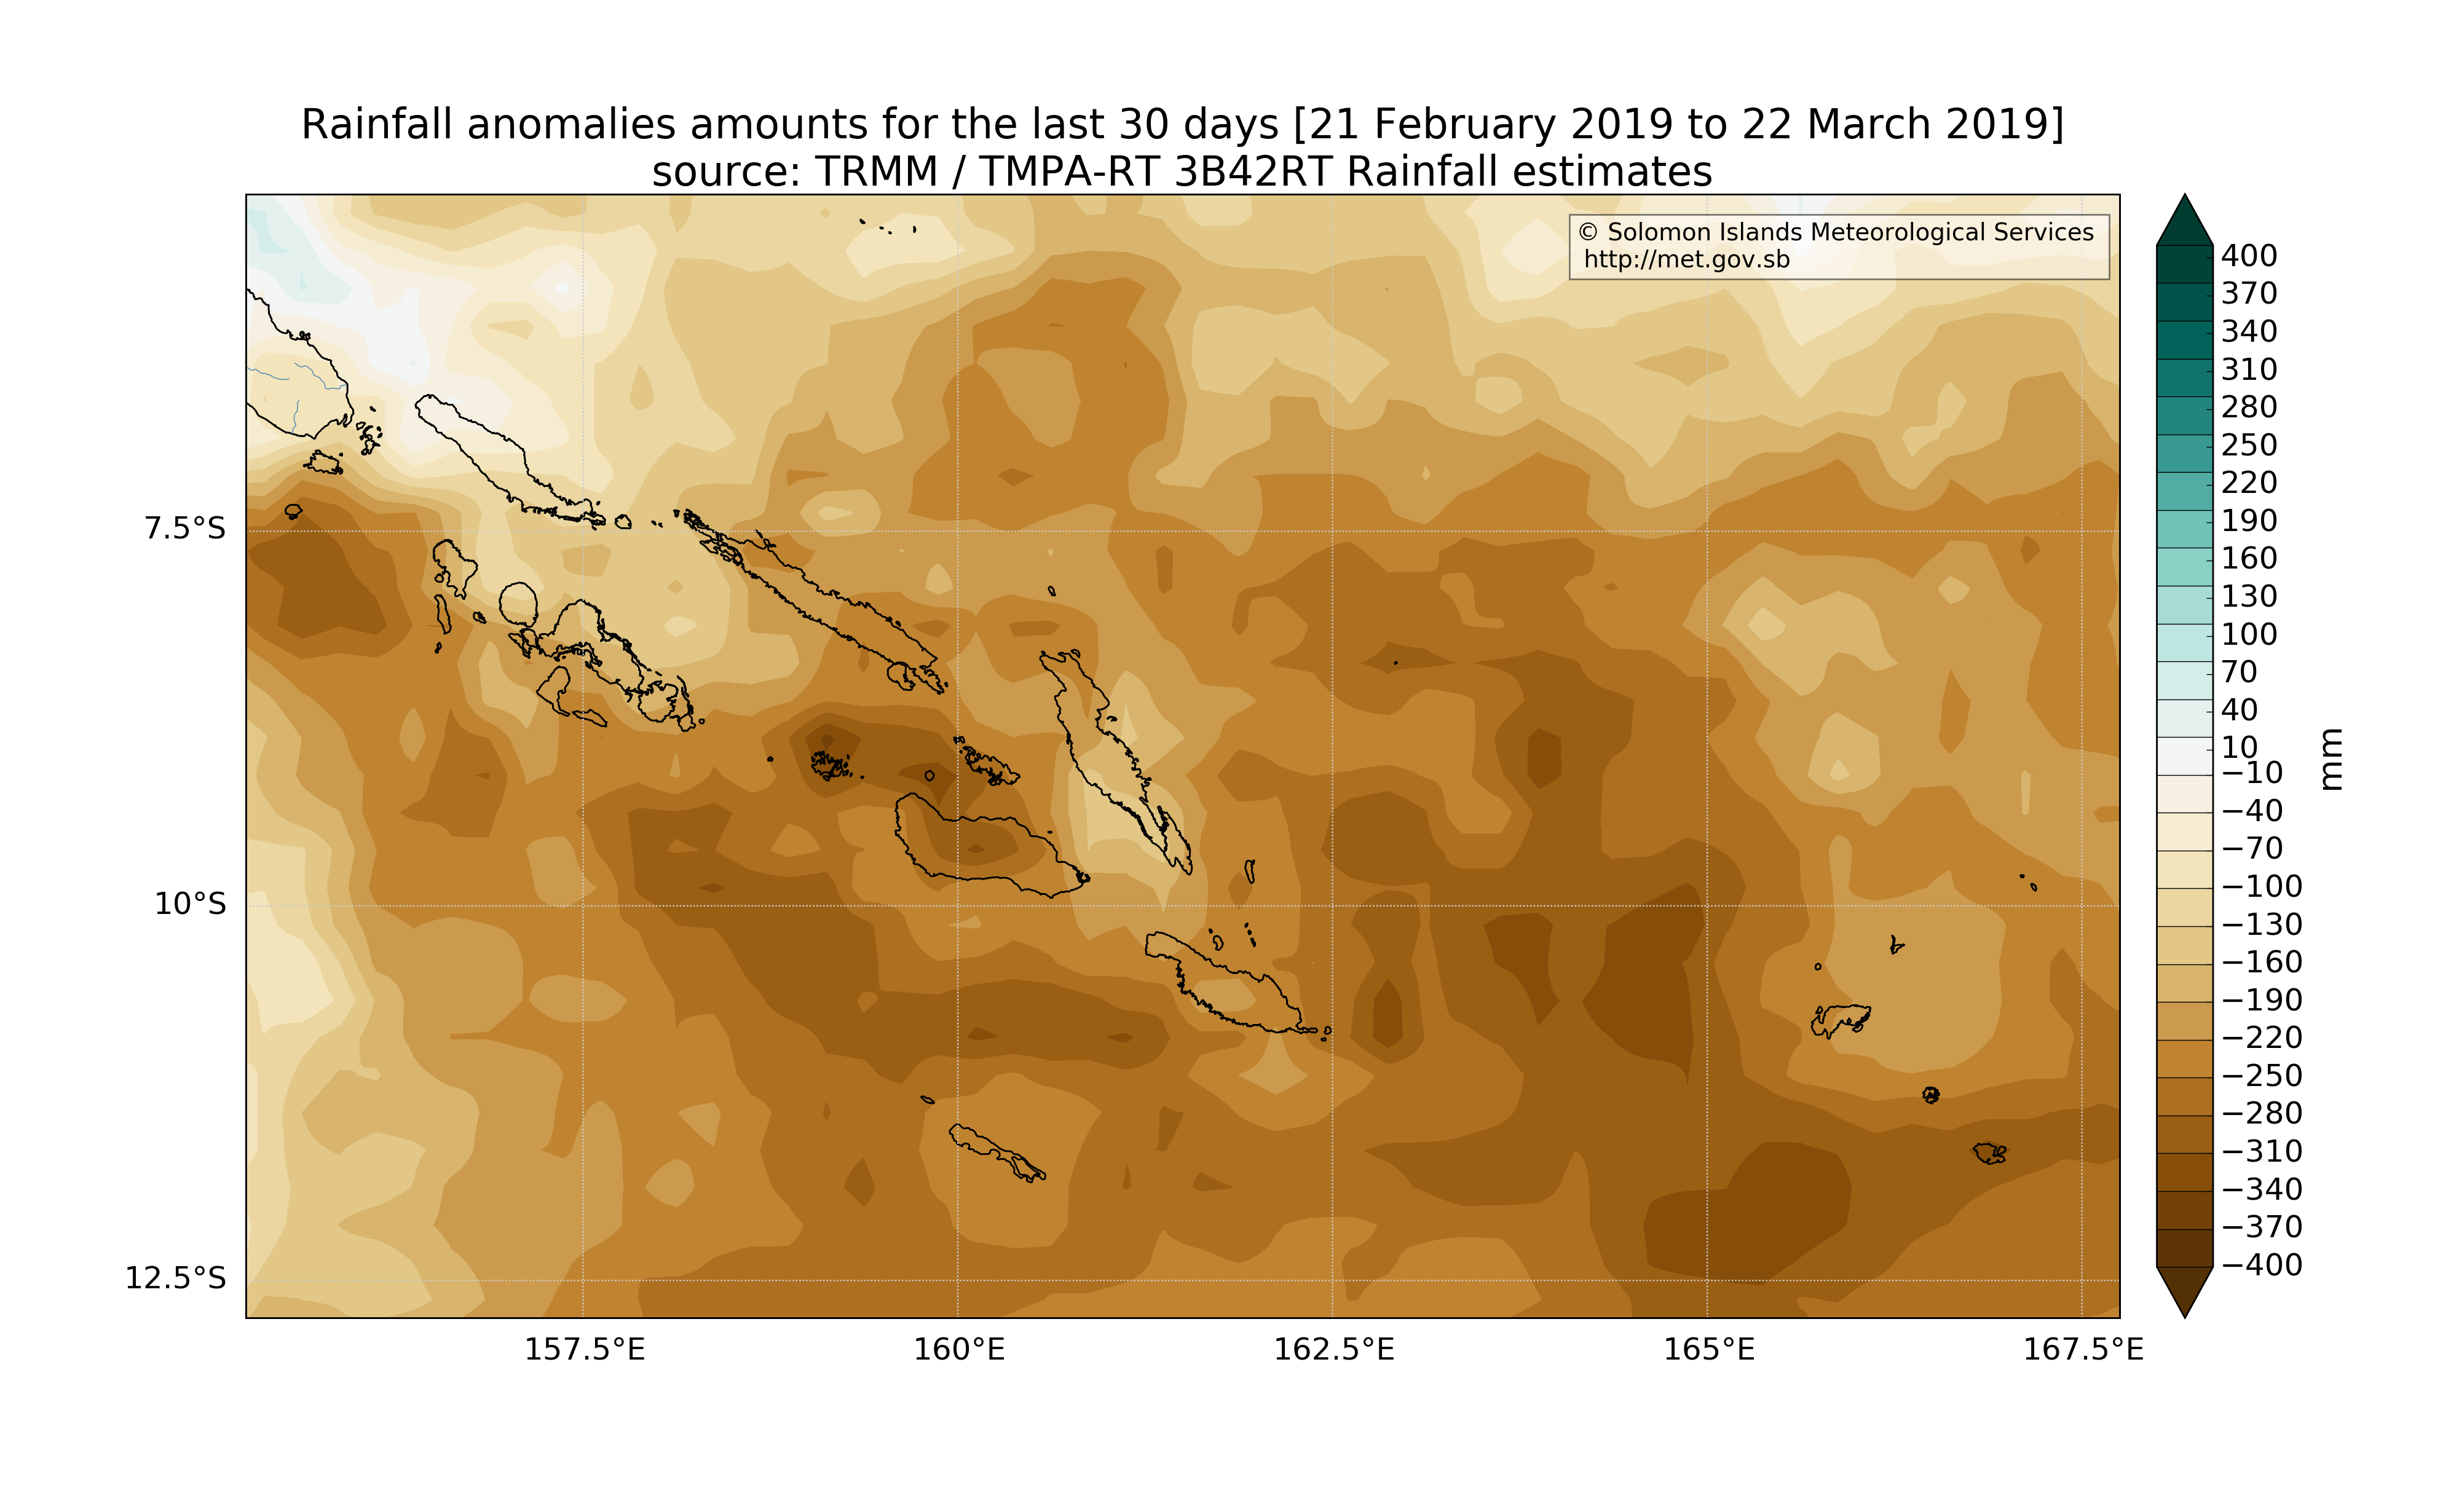 Rainfall anomalies amounts for the last 30 days [21 February 2019 to 22 March 2019]
source: TRMM / TMPA-RT 3B42RT Rainfall estimates
© Solomon Islands Meteorological Services
http://met.gov.sb
7.5°S
10°S
12.5°S
157.5°E
160°E
162.5°E
165°E
167.5°E
400
370
340
310
280
250
220
190
160
130
100
70
40
10
−10
−40
−70
−100
−130
−160
−190
−220
−250
−280
−310
−340
−370
−400
mm